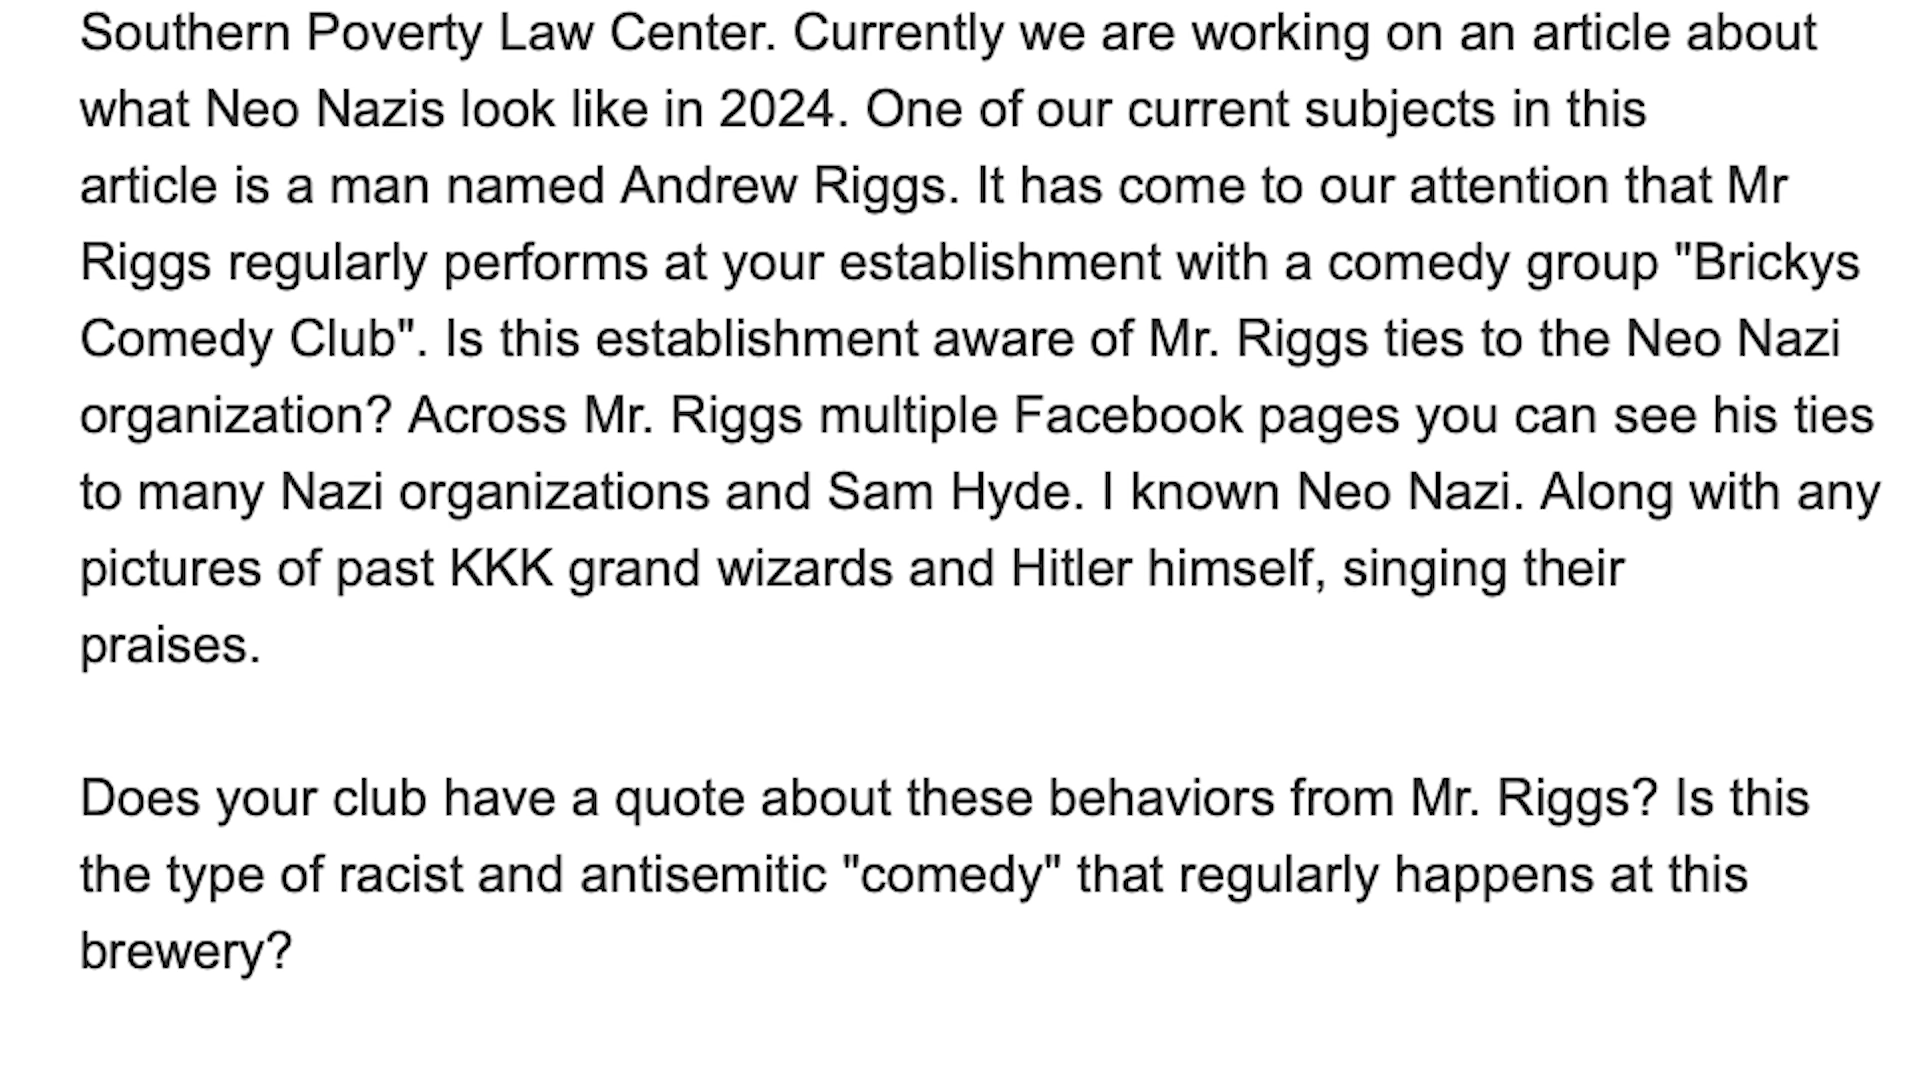 Southern Poverty Law Center. Currently we are working on an article about
what Neo Nazis look like in 2024. One of our current subjects in this
article is a man named Andrew Riggs. It has come to our attention that Mr
Riggs regularly performs at your establishment with a comedy group "Brickys
Comedy Club". Is this establishment aware of Mr. Riggs ties to the Neo Nazi
organization? Across Mr. Riggs multiple Facebook pages you can see his ties
to many Nazi organizations and Sam Hyde. I known Neo Nazi. Along with any
pictures of past KKK grand wizards and Hitler himself, singing their
praises.

Does your club have a quote about these behaviors from Mr. Riggs? Is this
the type of racist and antisemitic "comedy" that regularly happens at this
brewery?